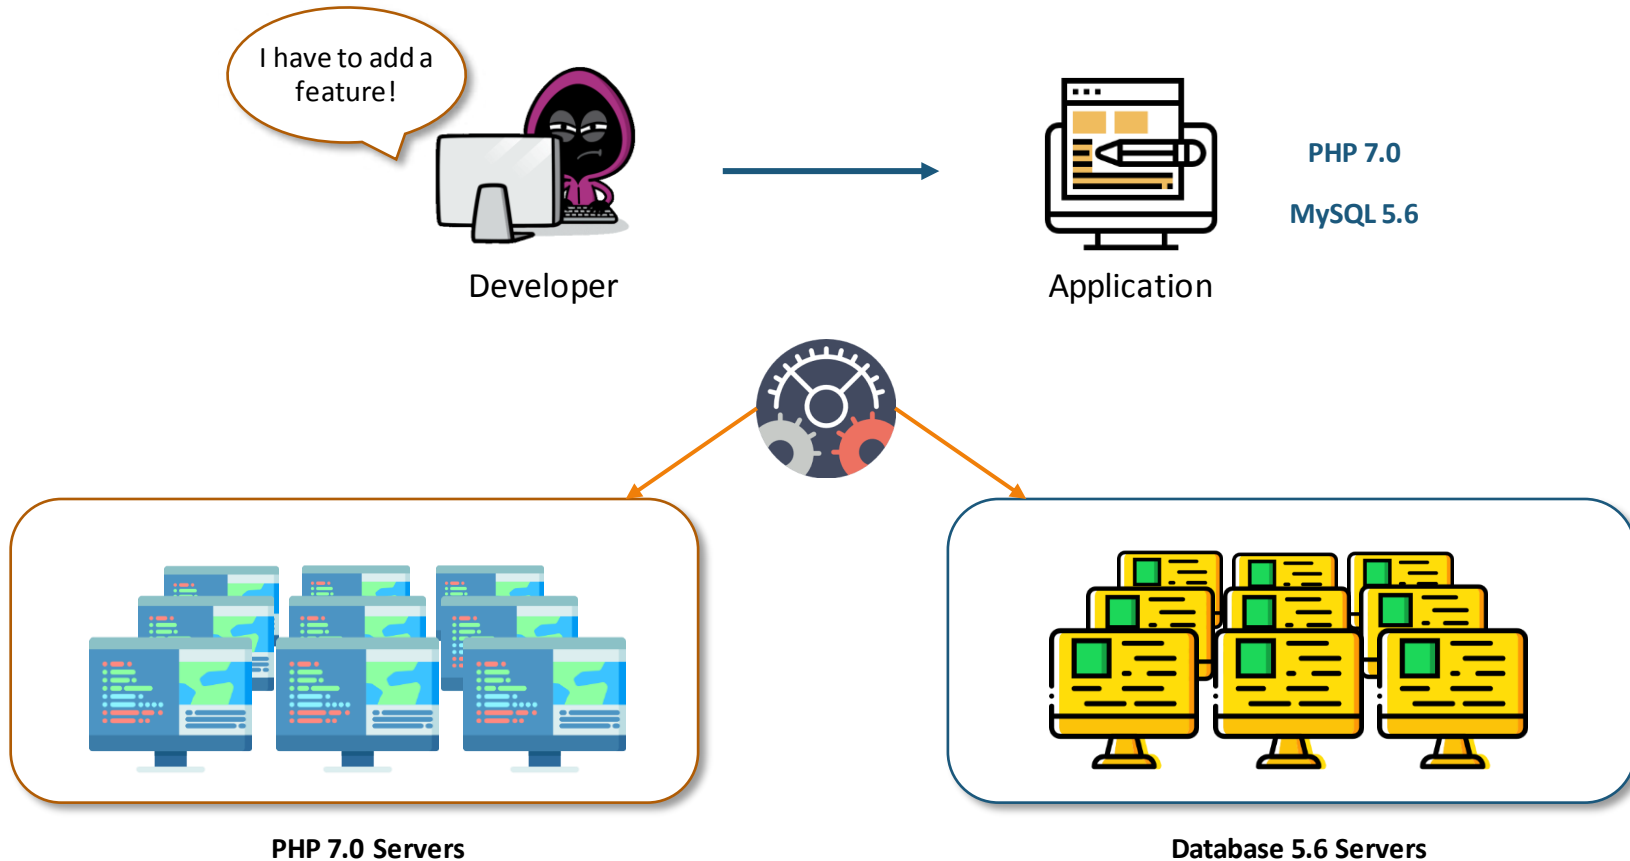 I have to add a
feature!
PHP 7.0
MySQL 5.6
Developer
Application
PHP 7.0 Servers
Database 5.6 Servers